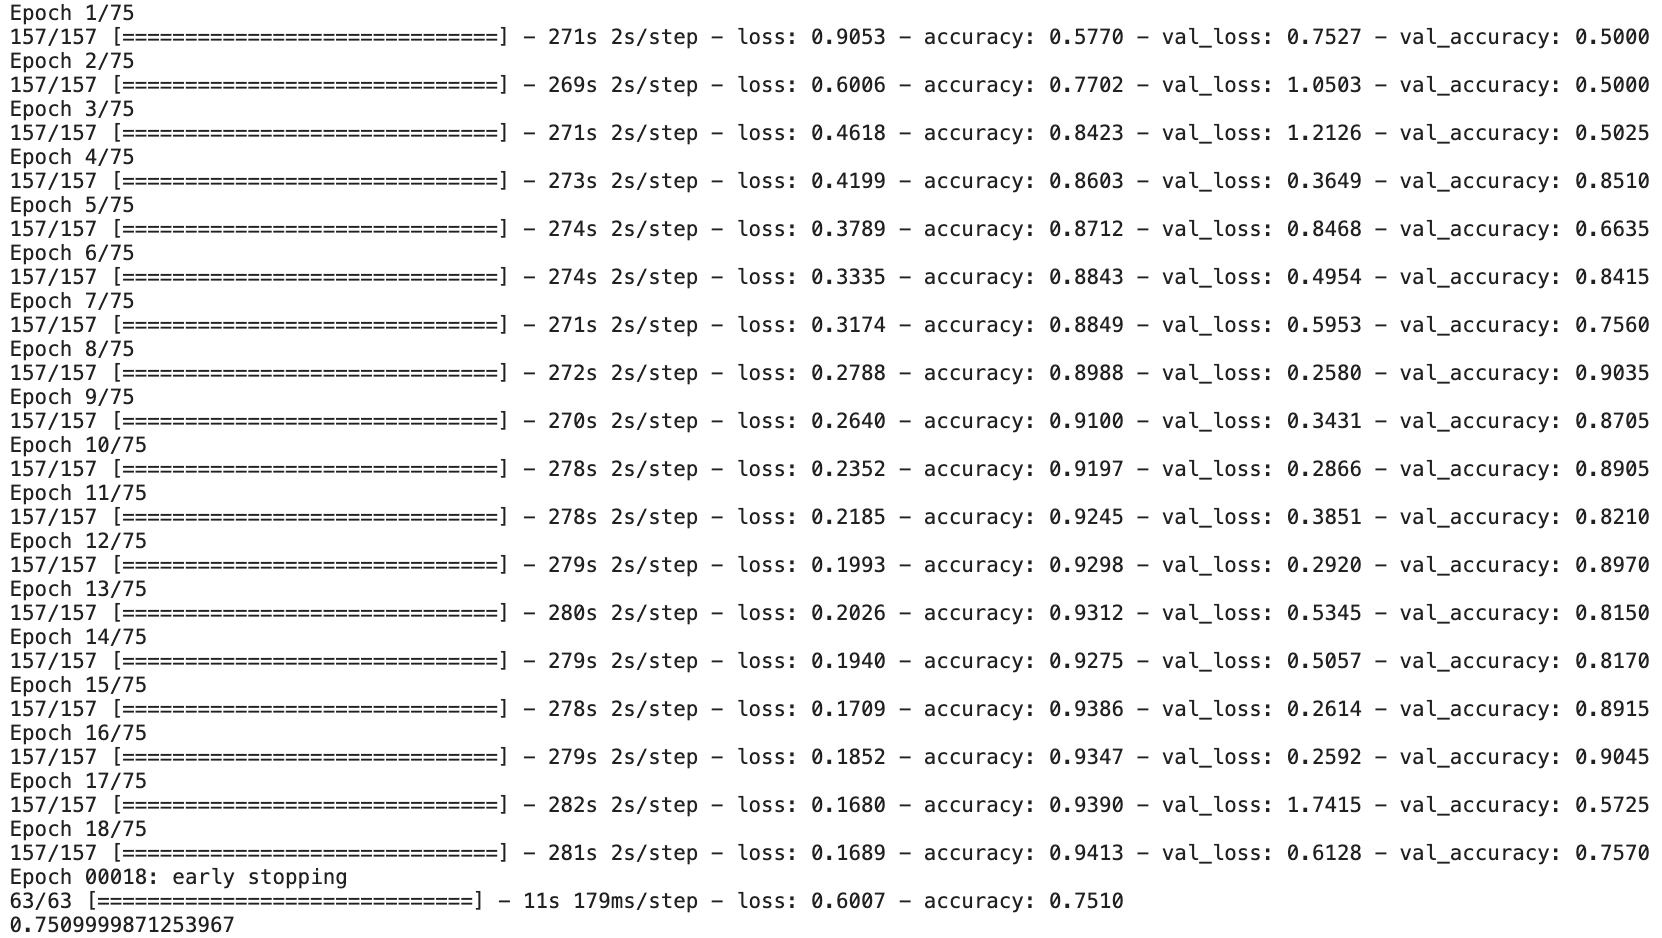 Epoch 1/75
157/157 [==============================] - 271s 2s/step - loss: 0.9053 - accuracy: 0.5770 - val_loss: 0.7527 - val_accuracy: 0.5000
Epoch 2/75
157/157 [==============================] - 269s 2s/step - loss: 0.6006 - accuracy: 0.7702 - val_loss: 1.0503 - val_accuracy: 0.5000
Epoch 3/75
157/157 [==============================] - 271s 2s/step - loss: 0.4618 - accuracy: 0.8423 - val_loss: 1.2126 - val_accuracy: 0.5025
Epoch 4/75
157/157 [==============================] - 273s 2s/step - loss: 0.4199 - accuracy: 0.8603 - val_loss: 0.3649 - val_accuracy: 0.8510
Epoch 5/75
157/157 [==============================] - 274s 2s/step - loss: 0.3789 - accuracy: 0.8712 - val_loss: 0.8468 - val_accuracy: 0.6635
Epoch 6/75
157/157 [==============================] - 274s 2s/step - loss: 0.3335 - accuracy: 0.8843 - val_loss: 0.4954 - val_accuracy: 0.8415
Epoch 7/75
157/157 [==============================] - 271s 2s/step - loss: 0.3174 - accuracy: 0.8849 - val_loss: 0.5953 - val_accuracy: 0.7560
Epoch 8/75
157/157 [==============================] - 272s 2s/step - loss: 0.2788 - accuracy: 0.8988 - val_loss: 0.2580 - val_accuracy: 0.9035
Epoch 9/75
157/157 [==============================] - 270s 2s/step - loss: 0.2640 - accuracy: 0.9100 - val_loss: 0.3431 - val_accuracy: 0.8705
Epoch 10/75
157/157 [==============================] - 278s 2s/step - loss: 0.2352 - accuracy: 0.9197 - val_loss: 0.2866 - val_accuracy: 0.8905
Epoch 11/75
157/157 [==============================] - 278s 2s/step - loss: 0.2185 - accuracy: 0.9245 - val_loss: 0.3851 - val_accuracy: 0.8210
Epoch 12/75
157/157 [==============================] - 279s 2s/step - loss: 0.1993 - accuracy: 0.9298 - val_loss: 0.2920 - val_accuracy: 0.8970
Epoch 13/75
157/157 [==============================] - 280s 2s/step - loss: 0.2026 - accuracy: 0.9312 - val_loss: 0.5345 - val_accuracy: 0.8150
Epoch 14/75
157/157 [==============================] - 279s 2s/step - loss: 0.1940 - accuracy: 0.9275 - val_loss: 0.5057 - val_accuracy: 0.8170
Epoch 15/75
157/157 [==============================] - 278s 2s/step - loss: 0.1709 - accuracy: 0.9386 - val_loss: 0.2614 - val_accuracy: 0.8915
Epoch 16/75
157/157 [==============================] - 279s 2s/step - loss: 0.1852 - accuracy: 0.9347 - val_loss: 0.2592 - val_accuracy: 0.9045
Epoch 17/75
157/157 [==============================] - 282s 2s/step - loss: 0.1680 - accuracy: 0.9390 - val_loss: 1.7415 - val_accuracy: 0.5725
Epoch 18/75
157/157 [==============================] - 281s 2s/step - loss: 0.1689 - accuracy: 0.9413 - val_loss: 0.6128 - val_accuracy: 0.7570
Epoch 00018: early stopping
63/63 [==============================] - 11s 179ms/step - loss: 0.6007 - accuracy: 0.7510
0.7509999871253967